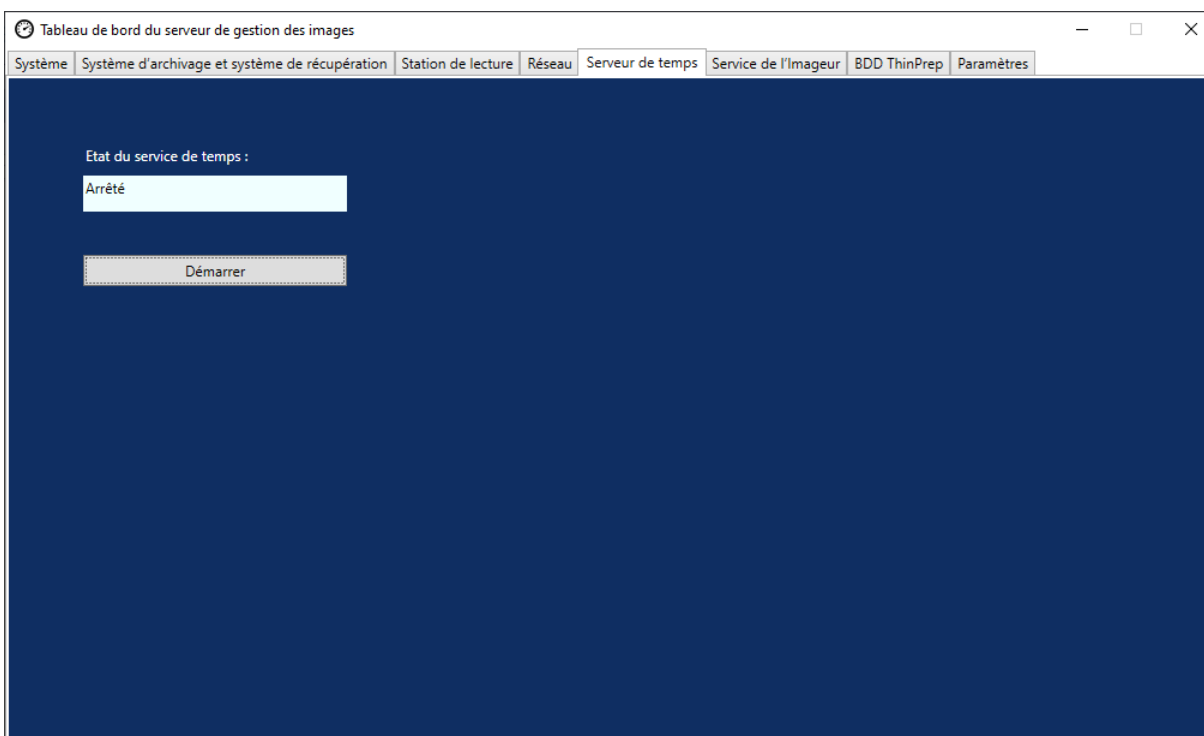 Tableau de bord du serveur de gestion des images
Système Système d'archivage et système de récupération Station de lecture Réseau Serveur de temps Service de l'Imageur BDD ThinPrep Paramètres
Etat du service de temps :
Arrêté
Démarrer